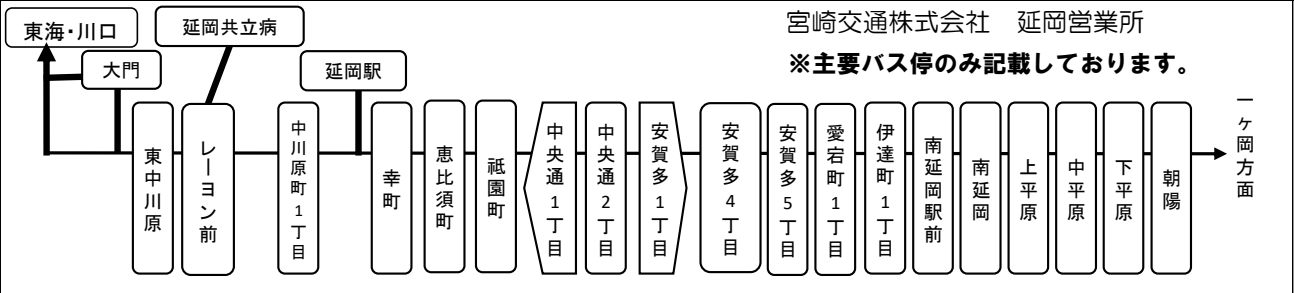 宮崎交通株式会社　延岡営業所
※主要バス停のみ記載しております。
東海・川口
延岡共立病
大門
延岡駅
東中川原
レーヨン前
中川原町1丁目
幸町
恵比須町
祗園町
中央通1丁目
中央通2丁目
安賀多1丁目
安賀多4丁目
安賀多5丁目
愛宕町1丁目
伊達町1丁目
南延岡駅前
南延岡
上平原
中平原
下平原
朝陽
一ヶ岡方面